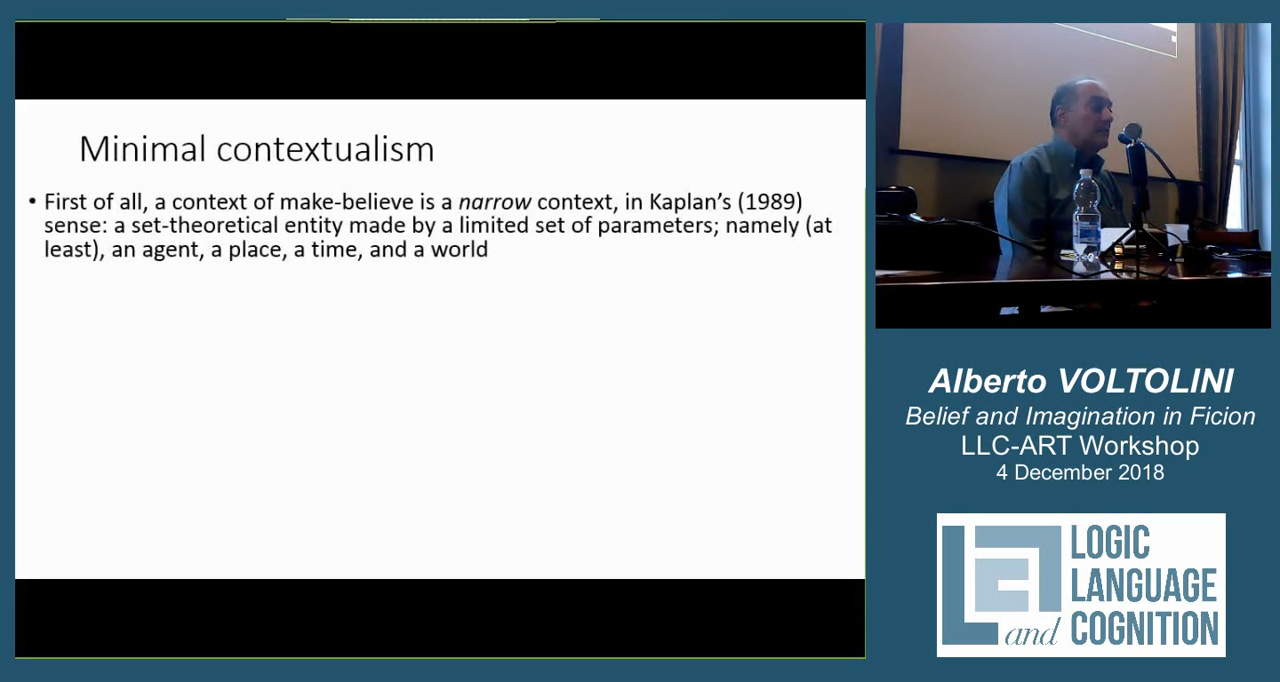 Minimal contextualism
• First of all, a context of make-believe is a narrow context, in Kaplan's (1989)
sense: a set-theoretical entity made by a limited set of parameters; namely (at
least), an agent, a place, a time, and a world
Alberto VOLTOLINI
Belief and Imagination in Ficion
LLC-ART Workshop
4 December 2018
LOGIC
LANGUAGE
and COGNITION